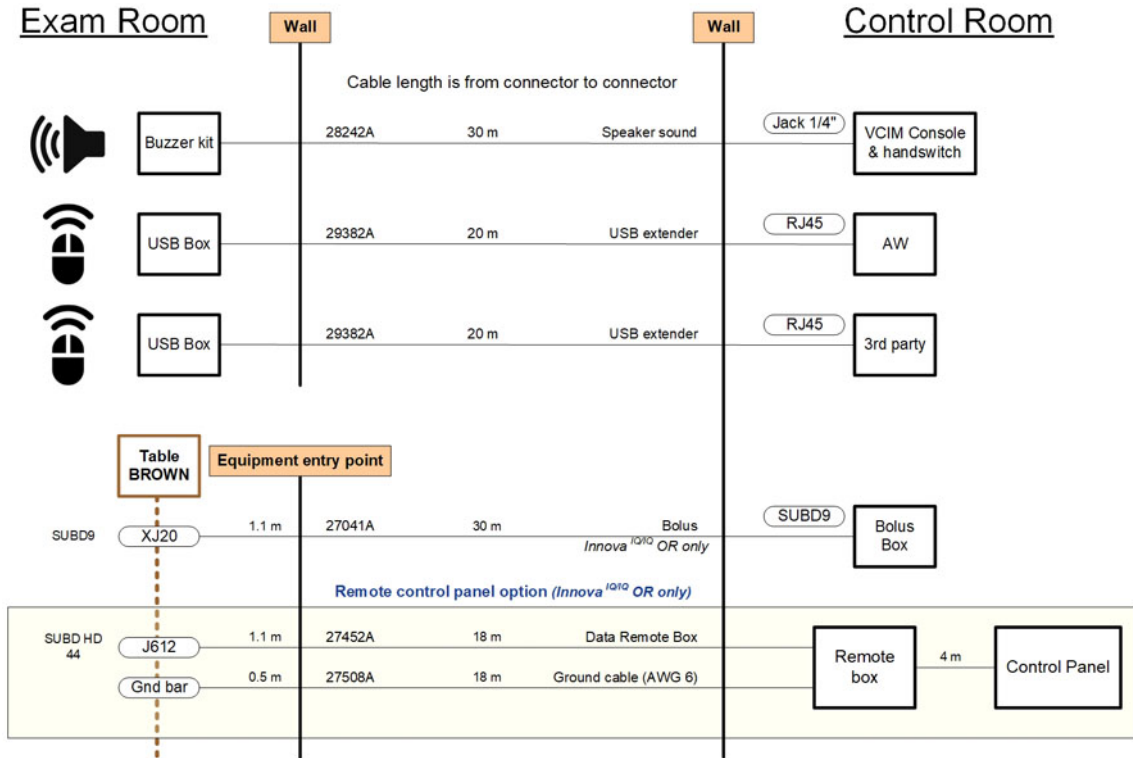 Exam Room
Wall
Wall
Control Room
Cable length is from connector to connector
Buzzer kit
28242A
30 m
Speaker sound
Jack 1/4"
VCIM Console
& handswitch
USB Box
29382A
20 m
USB extender
RJ45
AW
USB Box
29382A
20 m
USB extender
RJ45
3rd party
Table
BROWN
Equipment entry point
SUBD9
XJ20
1.1 m
27041A
30 m
Bolus
Innova IQ/IQ OR only
SUBD9
Bolus
Box
Remote control panel option (Innova IQ/IQ OR only)
SUBD HD
44
J612
1.1 m
27452A
18 m
Data Remote Box
Gnd bar
0.5 m
27508A
18 m
Ground cable (AWG 6)
Remote
box
4 m
Control Panel